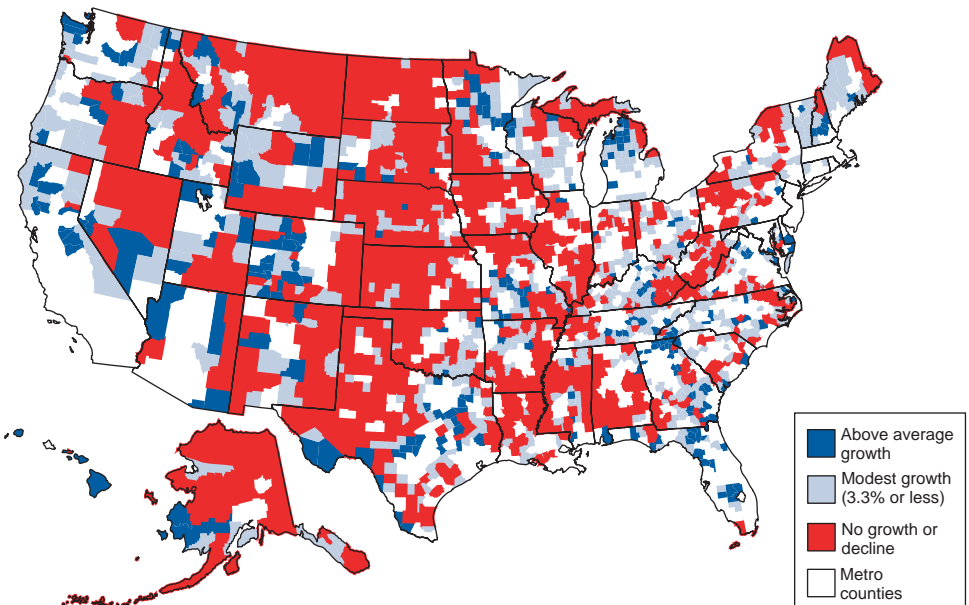 Above average
growth
Modest growth
(3.3% or less)
No growth or
decline
Metro
counties